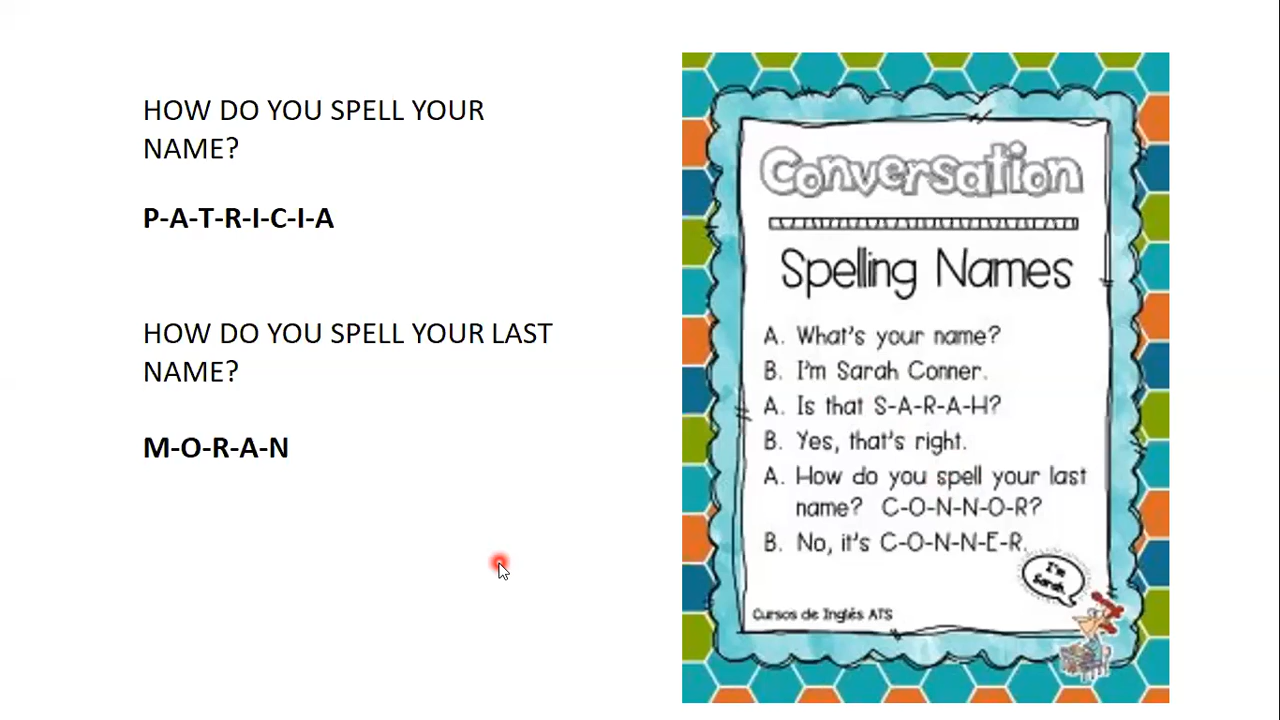 HOW DO YOU SPELL YOUR
NAME?
P-A-T-R-I-C-I-A
HOW DO YOU SPELL YOUR LAST
NAME?
M-O-R-A-N
Conversation
Spelling Names
A. What's your name?
B. I'm Sarah Conner.
A. Is that S-A-R-A-H?
B. Yes, that's right.
A. How do you spell your last
name? C-O-N-N-O-R?
B. No, it's C-O-N-N-E-R.
I'm
Sarah.
Cursos de Inglés ATS